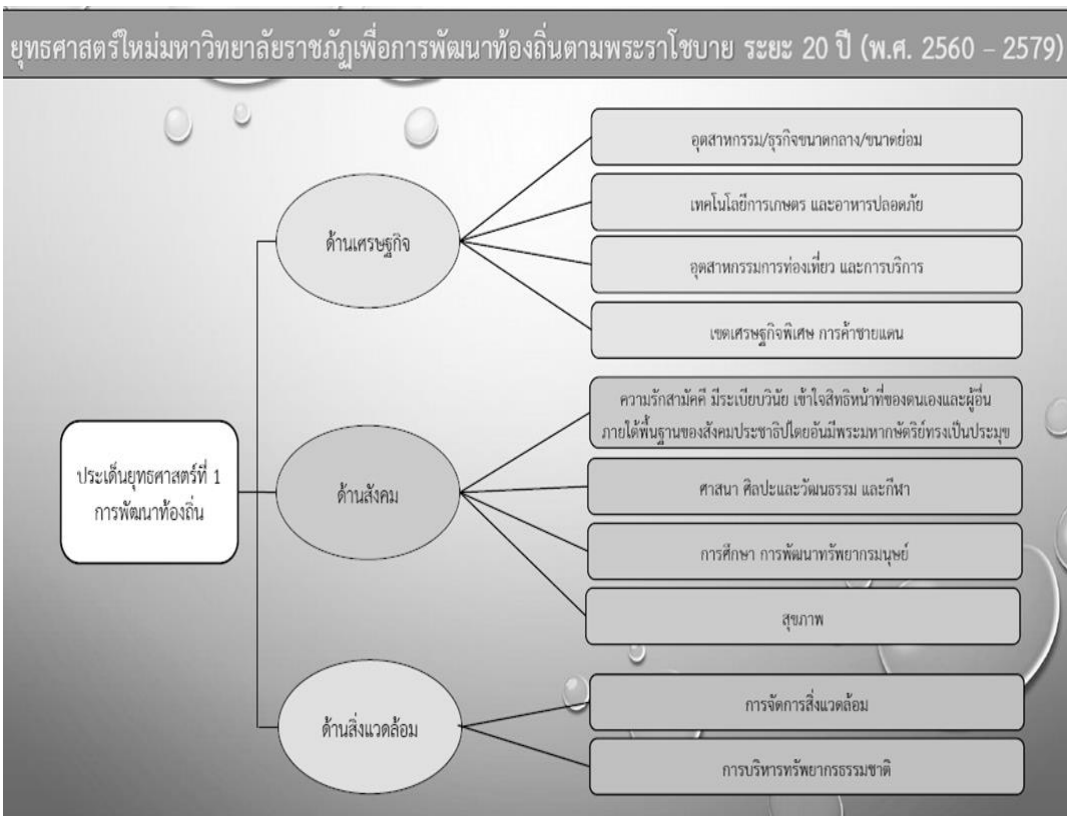 ยุทธศาสตร์ใหม่มหาวิทยาลัยราชภัฏเพื่อการพัฒนาท้องถิ่นตามพระราโชบาย ระยะ 20 ปี (พ.ศ. 2560 – 2579)
ประเด็นยุทธศาสตร์ที่ 1
การพัฒนาท้องถิ่น
ด้านเศรษฐกิจ
อุตสาหกรรม/ธุรกิจขนาดกลาง/ขนาดย่อม
เทคโนโลยีการเกษตร และอาหารปลอดภัย
อุตสาหกรรมการท่องเที่ยว และการบริการ
เขตเศรษฐกิจพิเศษ การค้าชายแดน
ด้านสังคม
ความรักสามัคคี มีระเบียบวินัย เข้าใจสิทธิหน้าที่ของตนเองและผู้อื่น
ภายใต้พื้นฐานของสังคมประชาธิปไตยอันมีพระมหากษัตริย์ทรงเป็นประมุข
ศาสนา ศิลปะและวัฒนธรรม และกีฬา
การศึกษา การพัฒนาทรัพยากรมนุษย์
สุขภาพ
ด้านสิ่งแวดล้อม
การจัดการสิ่งแวดล้อม
การบริหารทรัพยากรธรรมชาติ